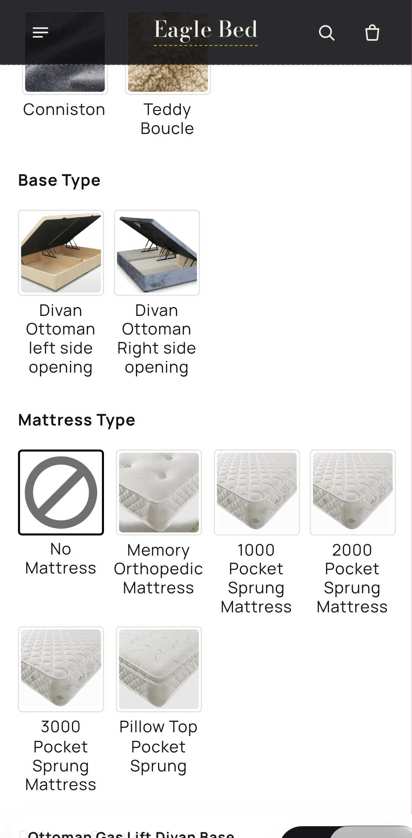 Eagle Bed
Conniston
Teddy
Boucle
Base Type
Divan
Ottoman
left side
opening
Divan
Ottoman
Right side
opening
Mattress Type
No
Mattress
Memory
Orthopedic
Mattress
1000
Pocket
Sprung
Mattress
2000
Pocket
Sprung
Mattress
3000
Pocket
Sprung
Mattress
Pillow Top
Pocket
Sprung
Ottoman Gas Lift Divan Base